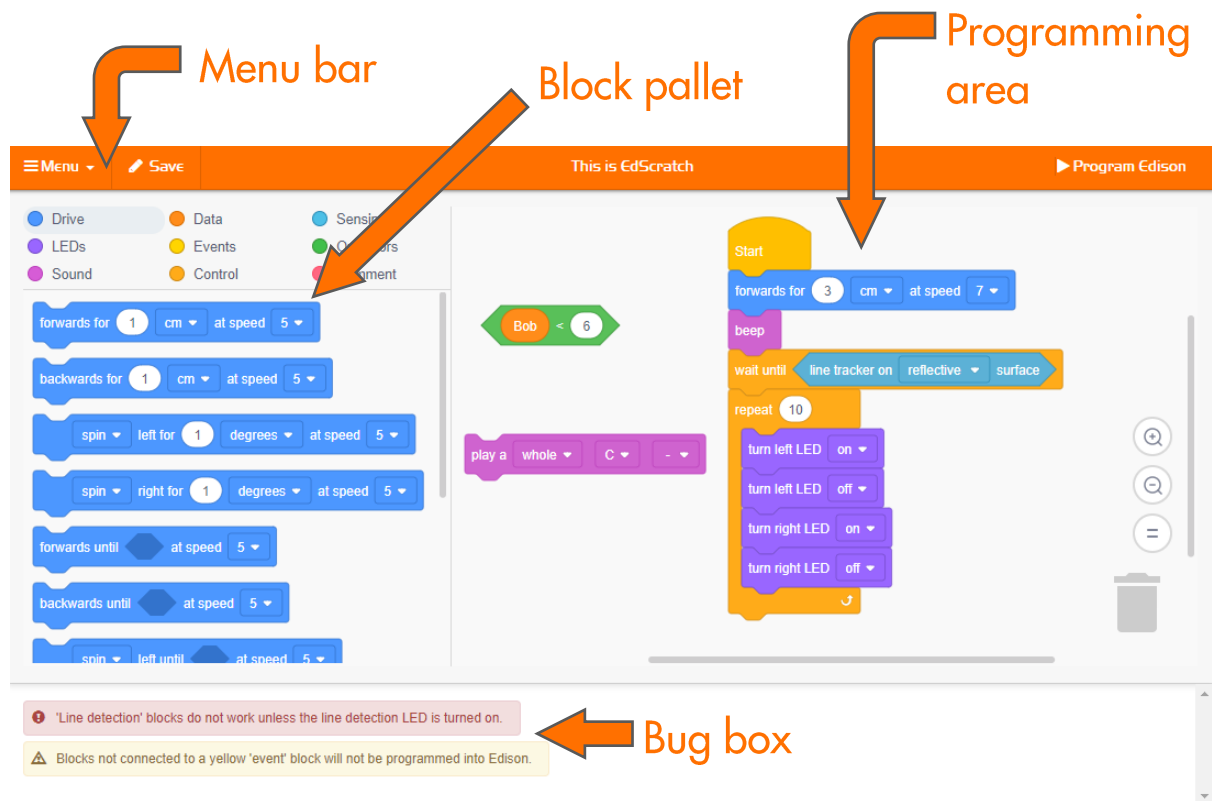 Menu bar
Block pallet
Programming
area
Menu
Save
This is EdScratch
Program Edison
Drive
Data
LEDs
Events
Sound
Control
forwards for 1 cm at speed 5
backwards for 1 cm at speed 5
spin left for 1 degrees at speed 5
spin right for 1 degrees at speed 5
forwards until at speed 5
backwards until at speed 5
spin left until at speed 5
Bob < 6
play a whole C -
Start
forwards for 3 cm at speed 7
beep
wait until line tracker on reflective surface
repeat 10
turn left LED on
turn left LED off
turn right LED on
turn right LED off
=
'Line detection' blocks do not work unless the line detection LED is turned on.
Blocks not connected to a yellow 'event' block will not be programmed into Edison.
Bug box